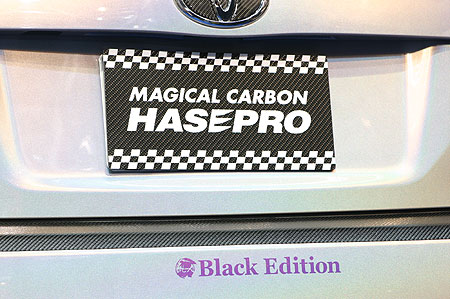 MAGICAL CARBON
HASEPRO
Black Edition